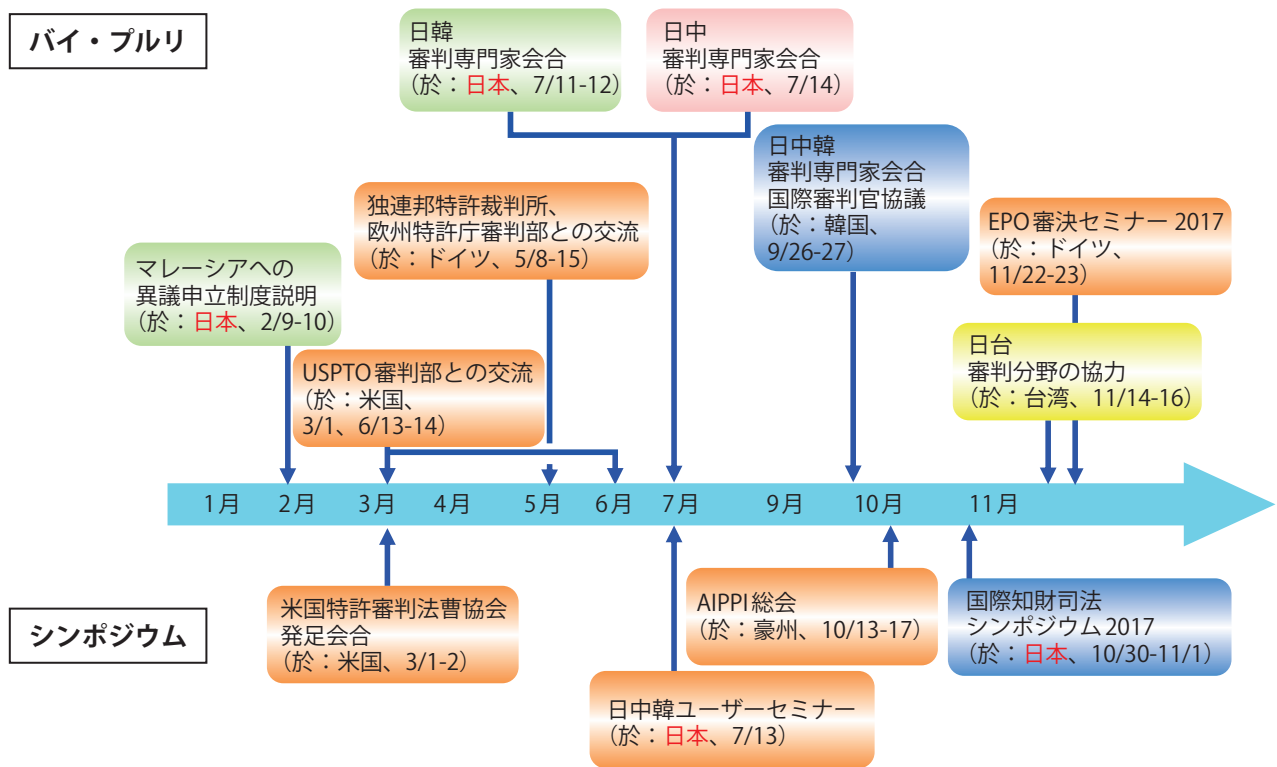 バイ・プルリ
日韓
審判専門家会合
（於：日本、7/11-12）
日中
審判専門家会合
（於：日本、7/14）
日中韓
審判専門家会合
国際審判官協議
（於：韓国、
9/26-27）
独連邦特許裁判所、
欧州特許庁審判部との交流
（於：ドイツ、5/8-15）
EPO審決セミナー2017
（於：ドイツ、
11/22-23）
マレーシアへの
異議申立制度説明
（於：日本、2/9-10）
USPTO審判部との交流
（於：米国、
3/1、6/13-14）
日台
審判分野の協力
（於：台湾、11/14-16）
1月 2月 3月 4月 5月 6月 7月 9月 10月 11月
シンポジウム
米国特許審判法曹協会
発足会合
（於：米国、3/1-2）
AIPPI総会
（於：豪州、10/13-17）
国際知財司法
シンポジウム2017
（於：日本、10/30-11/1）
日中韓ユーザーセミナー
（於：日本、7/13）